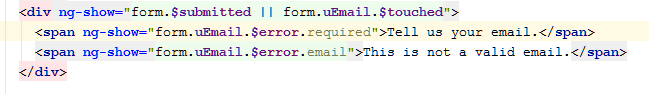 <div ng-show="form.$submitted || form.uEmail.$touched">
<span ng-show="form.uEmail.$error.required">Tell us your email.</span>
<span ng-show="form.uEmail.$error.email">This is not a valid email.</span>
</div>